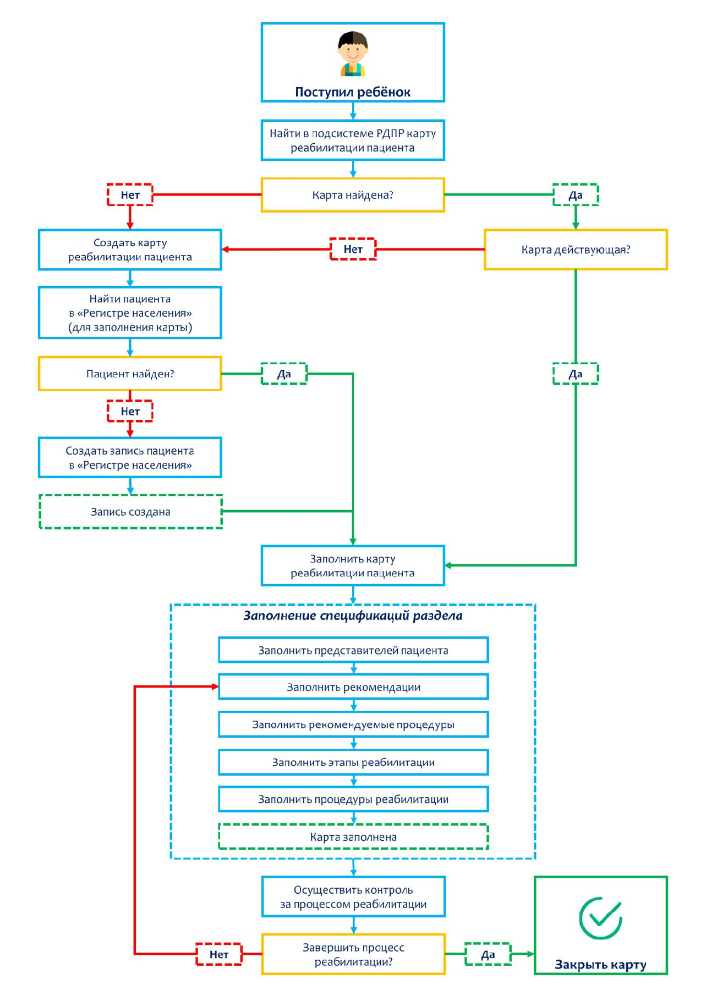 Поступил ребёнок
Найти в подсистеме РДПР карту
реабилитации пациента
Нет
Карта найдена?
Да
Создать карту
реабилитации пациента
Нет
Карта действующая?
Найти пациента
в «Регистре населения»
(для заполнения карты)
Пациент найден?
Да
Да
Нет
Создать запись пациента
в «Регистре населения»
Запись создана
Заполнить карту
реабилитации пациента
Заполнение спецификаций раздела
Заполнить представителей пациента
Заполнить рекомендации
Заполнить рекомендуемые процедуры
Заполнить этапы реабилитации
Заполнить процедуры реабилитации
Карта заполнена
Осуществить контроль
за процессом реабилитации
Нет
Завершить процесс
реабилитации?
Да
Закрыть карту